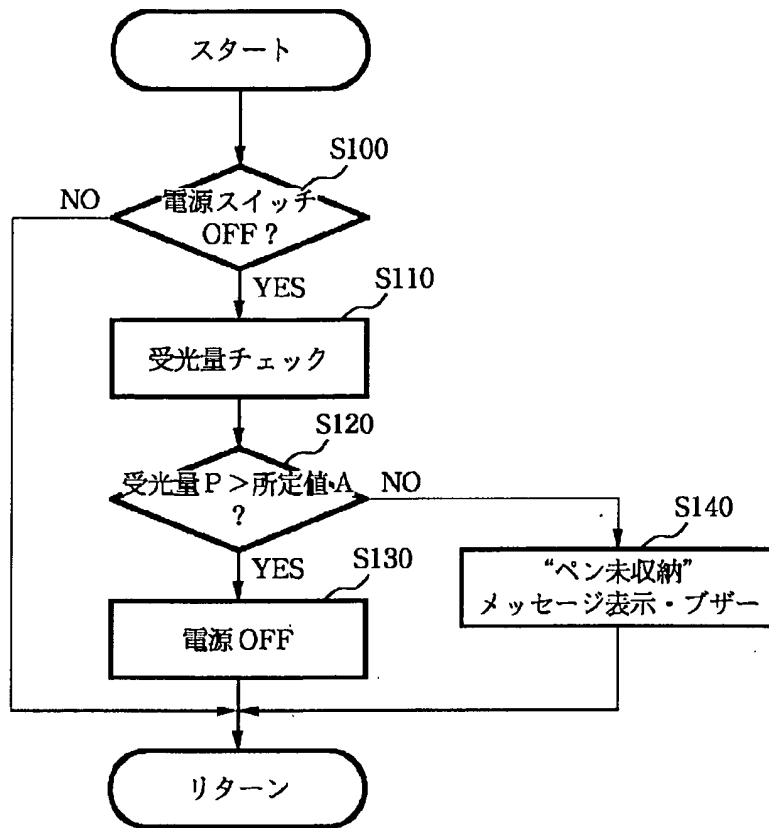 スタート
S100
NO
電源スイッチ
OFF？
YES
S110
受光量チェック
S120
受光量P＞所定値A
？
NO
YES
S130
S140
電源OFF
“ペン未収納”
メッセージ表示・ブザー
リターン